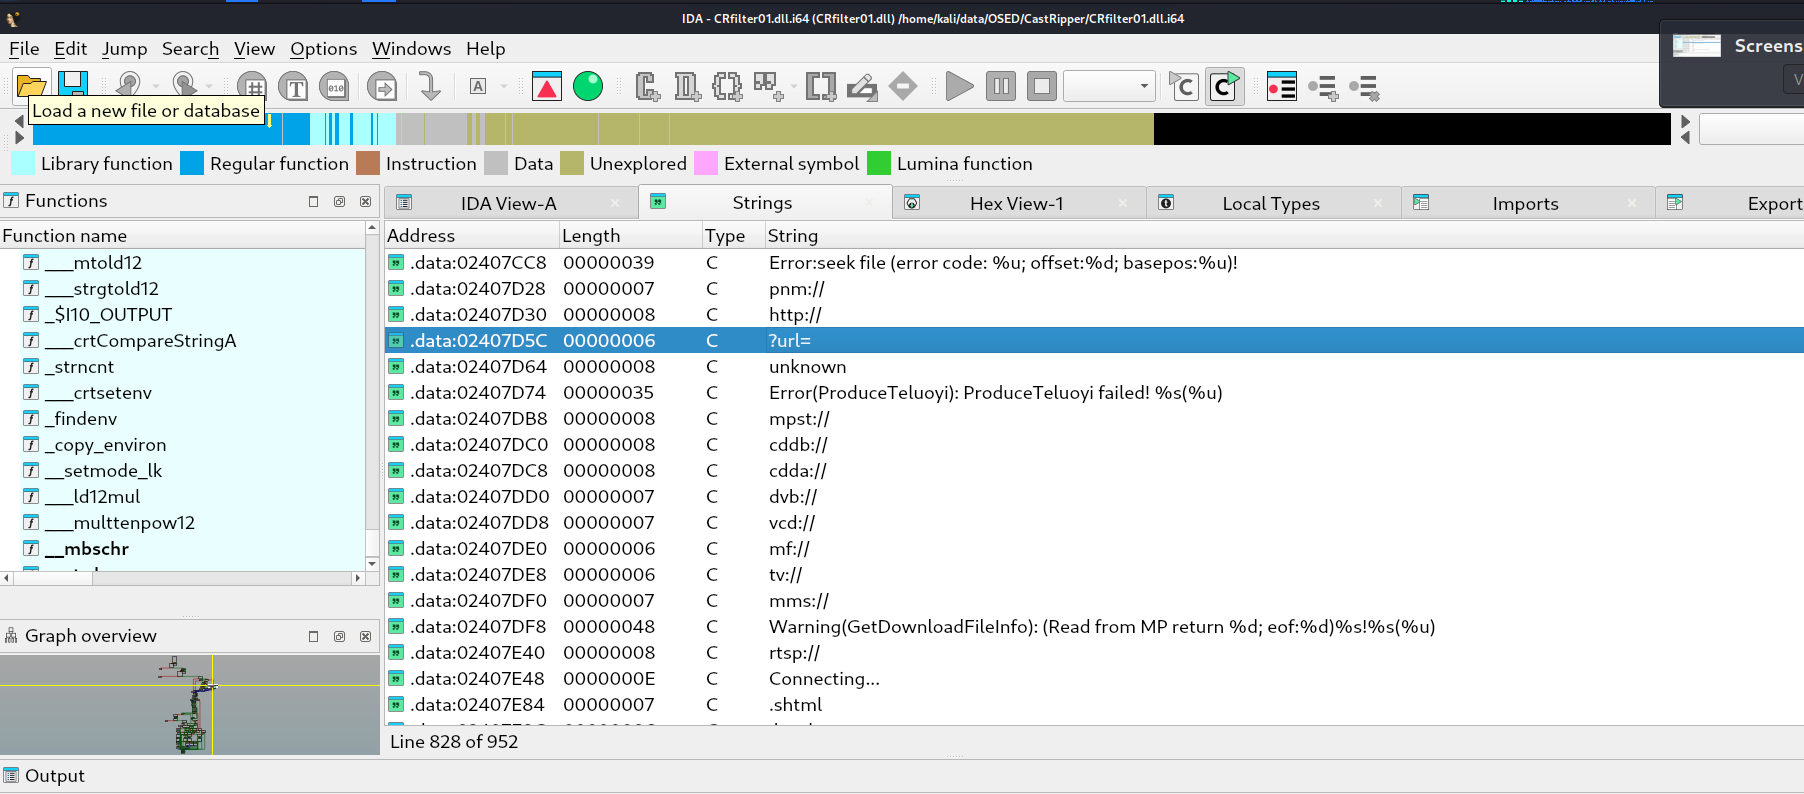 IDA - CRfilter01.dll.i64 (CRfilter01.dll) /home/kali/data/OSED/CastRipper/CRfilter01.dll.i64
File Edit Jump Search View Options Windows Help
Screens
Load a new file or database
Library function Regular function Instruction Data Unexplored External symbol Lumina function
Functions
IDA View-A Strings Hex View-1 Local Types Imports Export
Function name
___mtold12
___strgtold12
_$I10_OUTPUT
___crtCompareStringA
_strncnt
___crtsetenv
_findenv
_copy_environ
__setmode_lk
___ld12mul
___multtenpow12
__mbschr
Address Length Type String
.data:02407CC8 00000039 C Error:seek file (error code: %u; offset:%d; basepos:%u)!
.data:02407D28 00000007 C pnm://
.data:02407D30 00000008 C http://
.data:02407D5C 00000006 C ?url=
.data:02407D64 00000008 C unknown
.data:02407D74 00000035 C Error(ProduceTeluoyi): ProduceTeluoyi failed! %s(%u)
.data:02407DB8 00000008 C mpst://
.data:02407DC0 00000008 C cddb://
.data:02407DC8 00000008 C cdda://
.data:02407DD0 00000007 C dvb://
.data:02407DD8 00000007 C vcd://
.data:02407DE0 00000006 C mf://
.data:02407DE8 00000006 C tv://
.data:02407DF0 00000007 C mms://
.data:02407DF8 00000048 C Warning(GetDownloadFileInfo): (Read from MP return %d; eof:%d)%s!%s(%u)
.data:02407E40 00000008 C rtsp://
.data:02407E48 0000000E C Connecting...
.data:02407E84 00000007 C .shtml
Graph overview
Line 828 of 952
Output